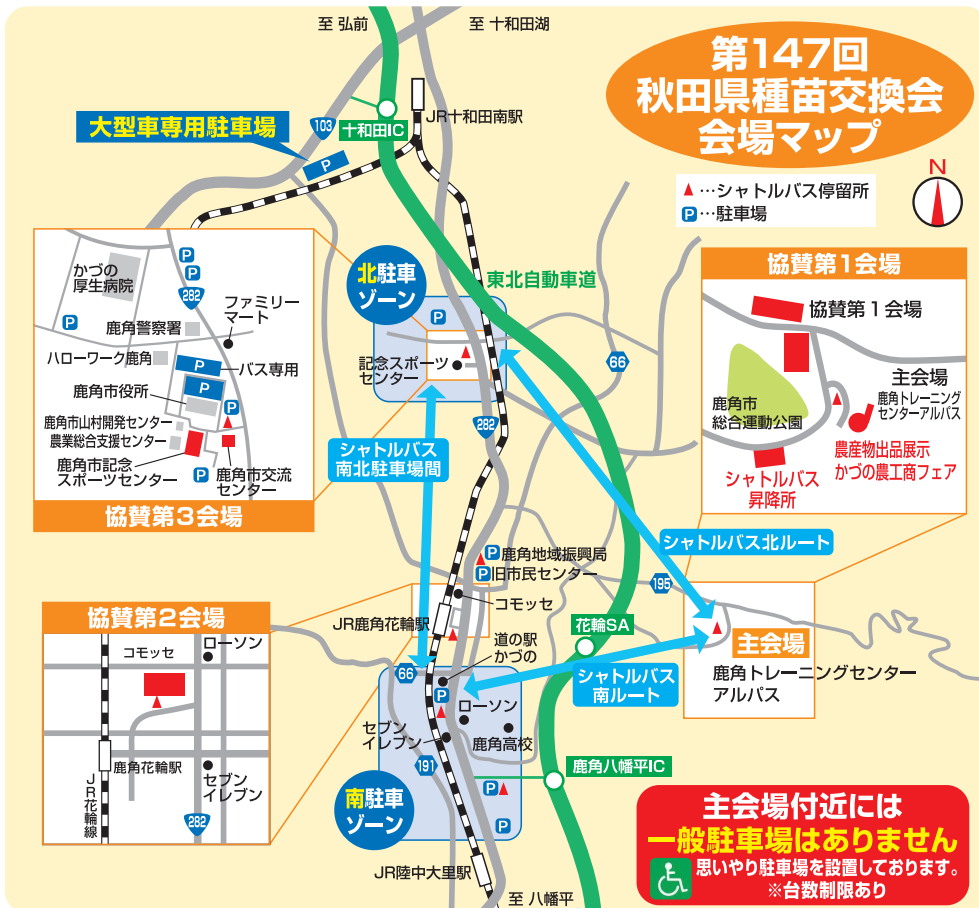 至 弘前
至 十和田湖
第147回
秋田県種苗交換会
会場マップ
大型車専用駐車場
P
103
十和田IC
JR十和田南駅
▲…シャトルバス停留所
P…駐車場
N
北駐車
ゾーン
P
記念スポーツ
センター
東北自動車道
66
282
かづの
厚生病院
P
P
282
ファミリー
マート
P
鹿角警察署
ハローワーク鹿角
P
バス専用
P
鹿角市役所
P
鹿角市山村開発センター
農業総合支援センター
鹿角市記念
スポーツセンター
P
鹿角市交流
センター
協賛第3会場
協賛第1会場
協賛第1会場
主会場
鹿角トレーニング
センターアルパス
鹿角市
総合運動公園
農産物出品展示
かづの農工商フェア
シャトルバス
昇降所
シャトルバス
南北駐車場間
シャトルバス北ルート
P鹿角地域振興局
P旧市民センター
コモッセ
JR鹿角花輪駅
195
花輪SA
主会場
鹿角トレーニングセンター
アルパス
道の駅
かづの
66
シャトルバス
南ルート
P
ローソン
セブン
イレブン
鹿角高校
191
P
鹿角八幡平IC
南駐車
ゾーン
P
JR陸中大里駅
至 八幡平
協賛第2会場
コモッセ
ローソン
鹿角花輪駅
JR花輪線
セブン
イレブン
282
主会場付近には
一般駐車場はありません
思いやり駐車場を設置しております。
※台数制限あり